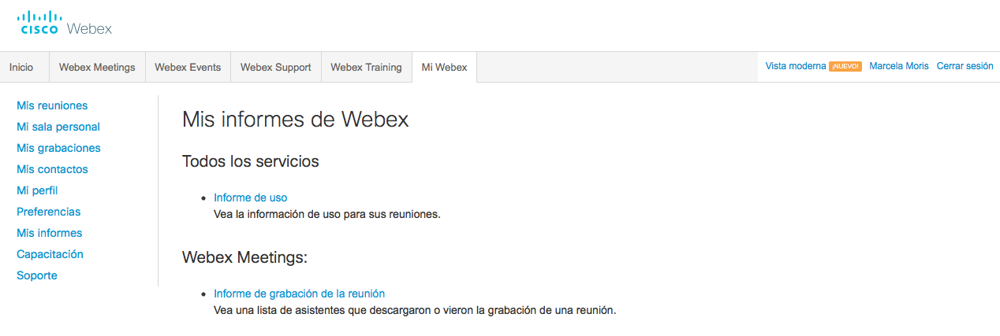 CISCO Webex
Inicio Webex Meetings Webex Events Webex Support Webex Training Mi Webex Vista moderna ¡NUEVO! Marcela Moris Cerrar sesión
Mis reuniones
Mi sala personal
Mis grabaciones
Mis contactos
Mi perfil
Preferencias
Mis informes
Capacitación
Soporte
Mis informes de Webex
Todos los servicios
• Informe de uso
Vea la información de uso para sus reuniones.
Webex Meetings:
• Informe de grabación de la reunión
Vea una lista de asistentes que descargaron o vieron la grabación de una reunión.